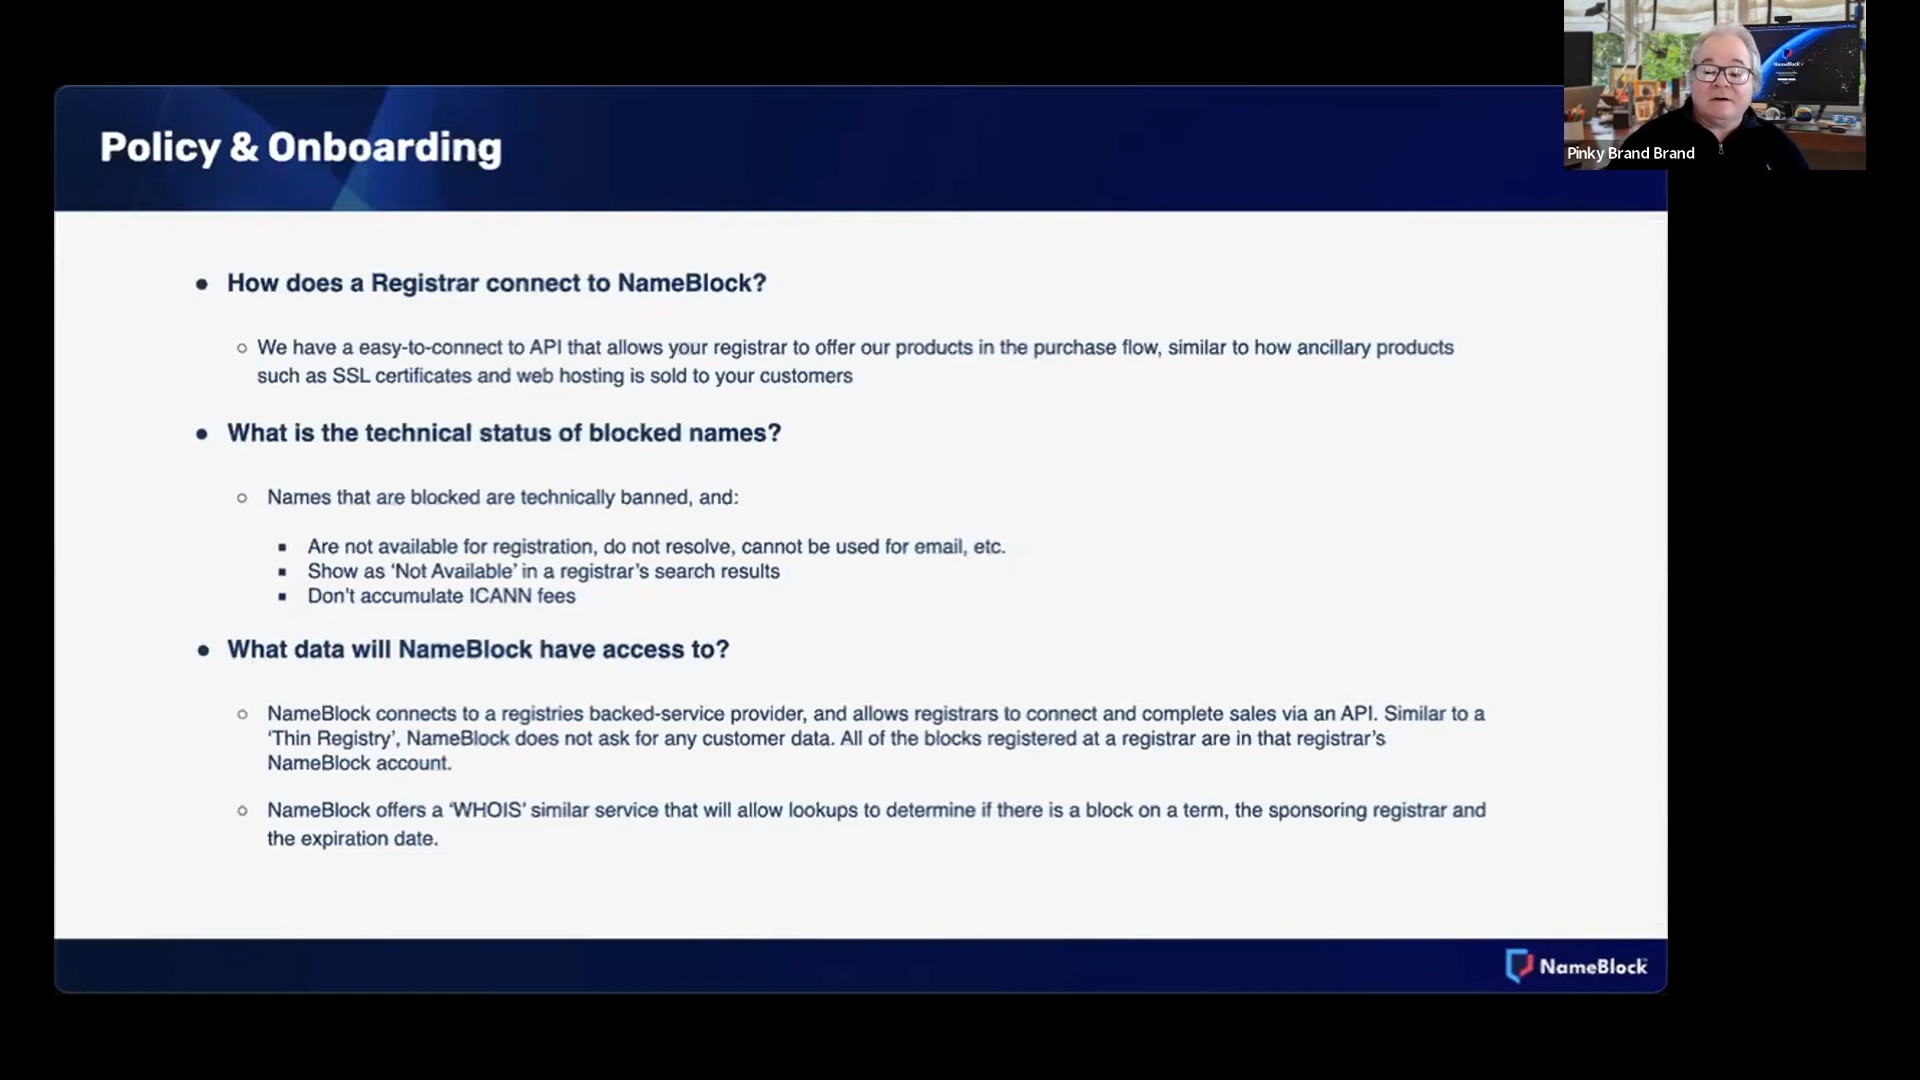 Policy & Onboarding
Pinky Brand Brand
● How does a Registrar connect to NameBlock?
○ We have a easy-to-connect to API that allows your registrar to offer our products in the purchase flow, similar to how ancillary products
such as SSL certificates and web hosting is sold to your customers
● What is the technical status of blocked names?
○ Names that are blocked are technically banned, and:
▪ Are not available for registration, do not resolve, cannot be used for email, etc.
▪ Show as ‘Not Available’ in a registrar’s search results
▪ Don't accumulate ICANN fees
● What data will NameBlock have access to?
○ NameBlock connects to a registries backed-service provider, and allows registrars to connect and complete sales via an API. Similar to a
‘Thin Registry’, NameBlock does not ask for any customer data. All of the blocks registered at a registrar are in that registrar’s
NameBlock account.
○ NameBlock offers a ‘WHOIS’ similar service that will allow lookups to determine if there is a block on a term, the sponsoring registrar and
the expiration date.
NameBlock